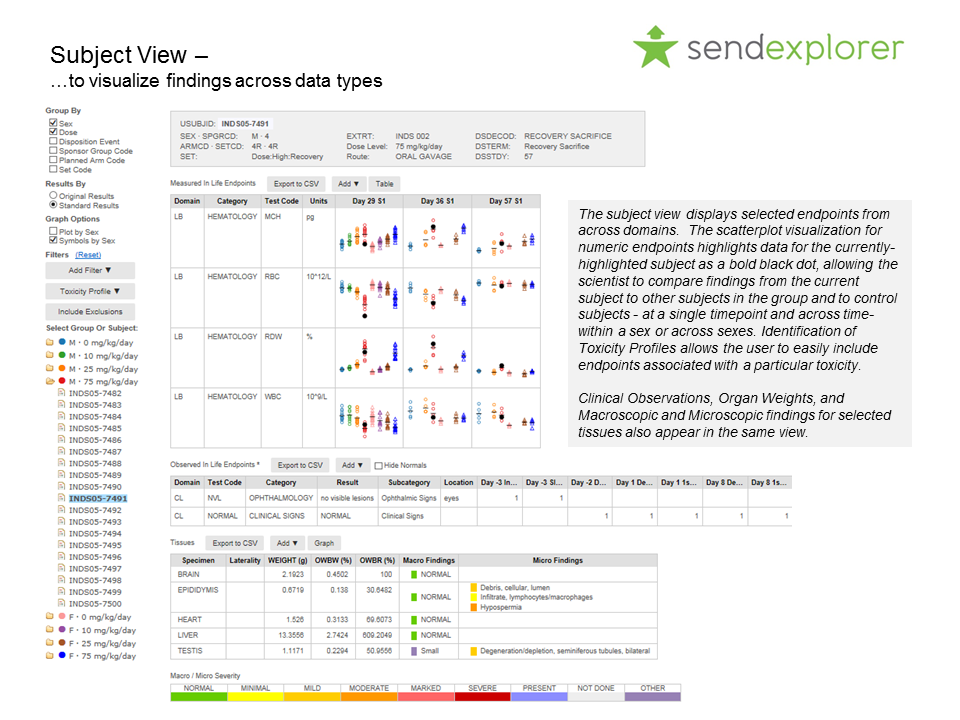 Subject View –
…to visualize findings across data types
sendexplorer
Group By
Sex
Dose
Disposition Event
Sponsor Group Code
Planned Arm Code
Set Code
Results By
Original Results
Standard Results
Graph Options
Plot by Sex
Symbols by Sex
Filters (Reset)
Add Filter ▼
Toxicity Profile ▼
Include Exclusions
Select Group Or Subject:
M · 0 mg/kg/day
M · 10 mg/kg/day
M · 25 mg/kg/day
M · 75 mg/kg/day
INDS05-7482
INDS05-7483
INDS05-7484
INDS05-7485
INDS05-7486
INDS05-7487
INDS05-7488
INDS05-7489
INDS05-7490
INDS05-7491
INDS05-7492
INDS05-7493
INDS05-7494
INDS05-7495
INDS05-7496
INDS05-7497
INDS05-7498
INDS05-7499
INDS05-7500
F · 0 mg/kg/day
F · 10 mg/kg/day
F · 25 mg/kg/day
F · 75 mg/kg/day
USUBJID: INDS05-7491
SEX · SPGRCD: M · 4 EXTRT: INDS 002 DSDECOD: RECOVERY SACRIFICE
ARMCD · SETCD: 4R · 4R Dose Level: 75 mg/kg/day DSTERM: Recovery Sacrifice
SET: Dose:High:Recovery Route: ORAL GAVAGE DSSTDY: 57
Measured In Life Endpoints Export to CSV Add ▼ Table
Domain Category Test Code Units Day 29 S1 Day 36 S1 Day 57 S1
LB HEMATOLOGY MCH pg
LB HEMATOLOGY RBC 10^12/L
LB HEMATOLOGY RDW %
LB HEMATOLOGY WBC 10^9/L
The subject view displays selected endpoints from
across domains. The scatterplot visualization for
numeric endpoints highlights data for the currently-
highlighted subject as a bold black dot, allowing the
scientist to compare findings from the current
subject to other subjects in the group and to control
subjects - at a single timepoint and across time-
within a sex or across sexes. Identification of
Toxicity Profiles allows the user to easily include
endpoints associated with a particular toxicity.
Clinical Observations, Organ Weights, and
Macroscopic and Microscopic findings for selected
tissues also appear in the same view.
Observed In Life Endpoints * Export to CSV Add ▼ Hide Normals
Domain Test Code Category Result Subcategory Location Day -3 In... Day -3 Sl... Day -2 D... Day 1 De... Day 1 1s... Day 8 De... Day 8 1s...
CL NVL OPHTHALMOLOGY no visible lesions Ophthalmic Signs eyes 1 1
CL NORMAL CLINICAL SIGNS NORMAL Clinical Signs 1 1 1 1 1
Tissues Export to CSV Add ▼ Graph
Specimen Laterality WEIGHT (g) OWBW (%) OWBR (%) Macro Findings Micro Findings
BRAIN 2.1923 0.4502 100 NORMAL
EPIDIDYMIS 0.6719 0.138 30.6482 NORMAL Debris, cellular, lumen
Infiltrate, lymphocytes/macrophages
Hypospermia
HEART 1.526 0.3133 69.6073 NORMAL
LIVER 13.3556 2.7424 609.2049 NORMAL
TESTIS 1.1171 0.2294 50.9556 Small Degeneration/depletion, seminiferous tubules, bilateral
Macro / Micro Severity
NORMAL MINIMAL MILD MODERATE MARKED SEVERE PRESENT NOT DONE OTHER